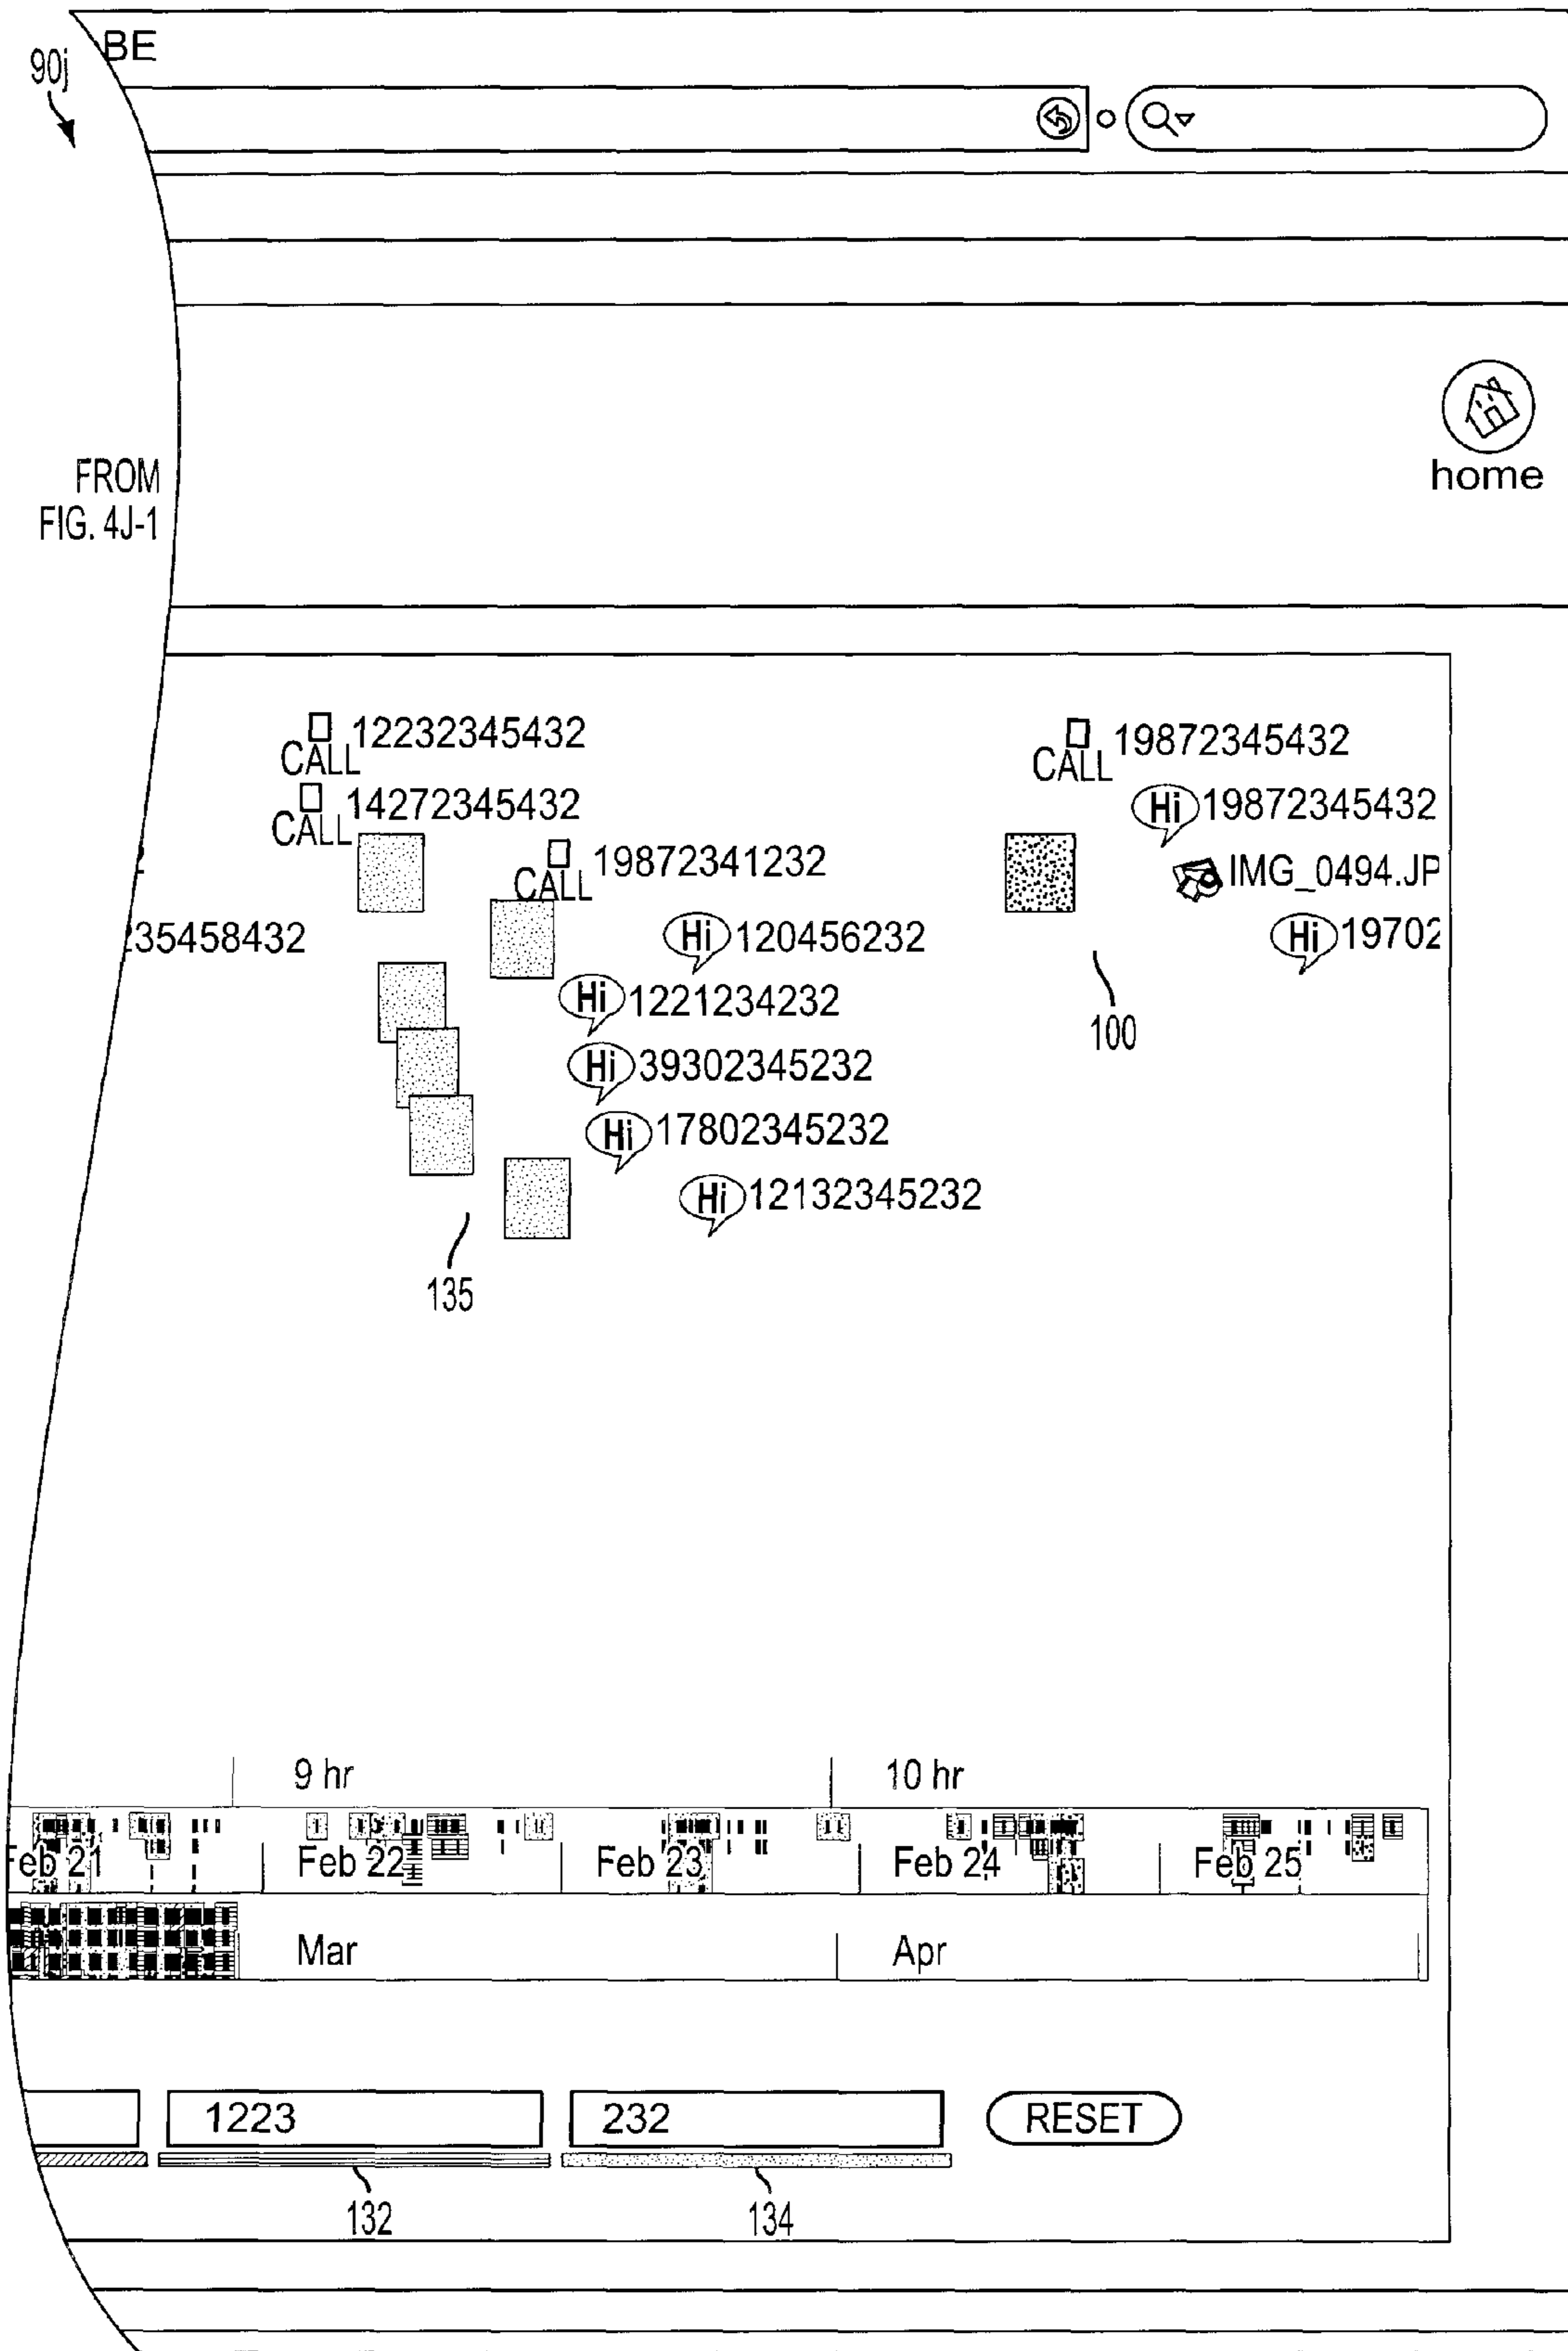 90j
BE
home
FROM
FIG. 4J-1
CALL 12232345432
CALL 19872345432
CALL 14272345432
Hi 19872345432
CALL 19872341232
IMG_0494.JP
35458432
Hi 120456232
Hi 19702
Hi 1221234232
100
Hi 39302345232
Hi 17802345232
Hi 12132345232
135
9 hr
10 hr
Feb 21
Feb 22
Feb 23
Feb 24
Feb 25
Mar
Apr
1223
232
RESET
132
134